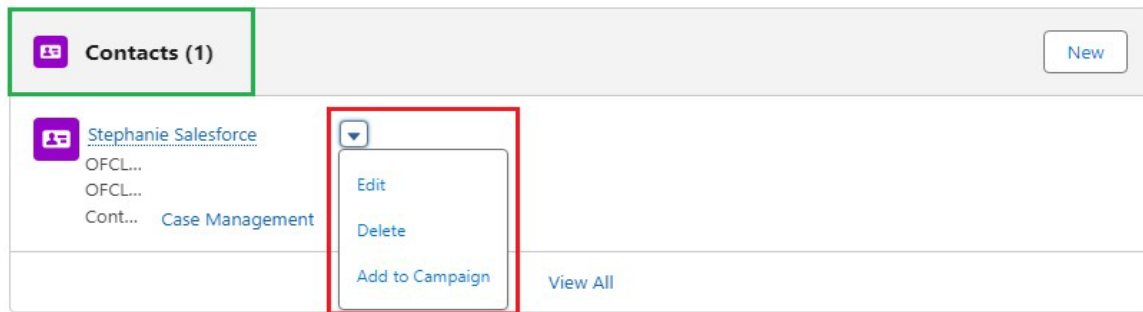 Contacts (1)
New
Stephanie Salesforce
OFCL...
OFCL...
Cont... Case Management
Edit
Delete
Add to Campaign
View All